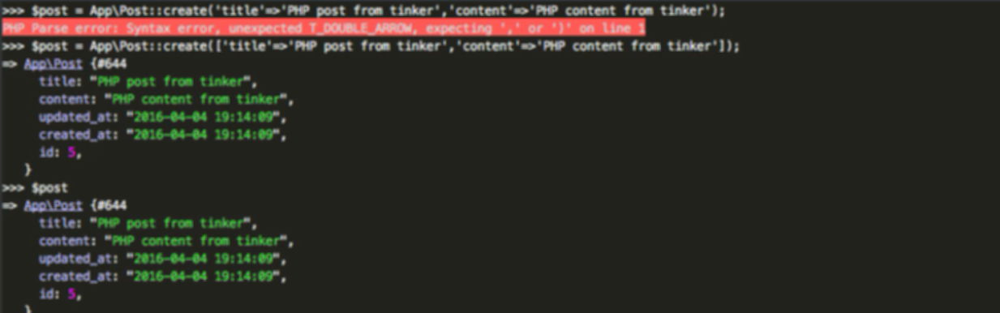 >>> $post = App\Post::create('title'=>'PHP post from tinker','content'=>'PHP content from tinker');
PHP Parse error: Syntax error, unexpected T_DOUBLE_ARROW, expecting ',' or ')' on line 1
>>> $post = App\Post::create(['title'=>'PHP post from tinker','content'=>'PHP content from tinker']);
=> App\Post {#644
title: "PHP post from tinker",
content: "PHP content from tinker",
updated_at: "2016-04-04 19:14:09",
created_at: "2016-04-04 19:14:09",
id: 5,
}
>>> $post
=> App\Post {#644
title: "PHP post from tinker",
content: "PHP content from tinker",
updated_at: "2016-04-04 19:14:09",
created_at: "2016-04-04 19:14:09",
id: 5,
}